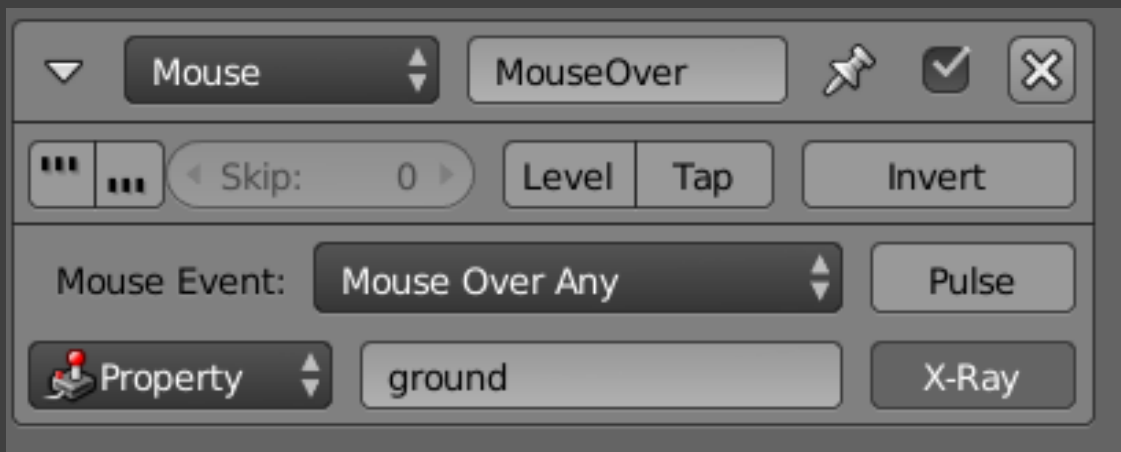 Mouse MouseOver
Skip: 0 Level Tap Invert
Mouse Event: Mouse Over Any Pulse
Property ground X-Ray